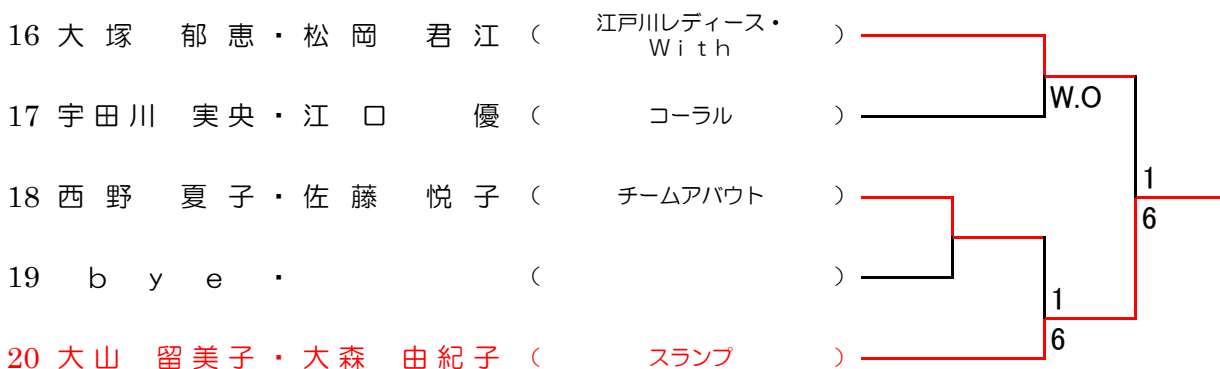 16 大塚 郁恵・松岡 君江 ( 江戸川レディース・Ｗｉｔｈ )
W.O
17 宇田川 実央・江口 優 ( コーラル )
1
18 西野 夏子・佐藤 悦子 ( チームアバウト )
6
19 ｂｙｅ・ ( )
1
6
20 大山 留美子・大森 由紀子 ( スランプ )